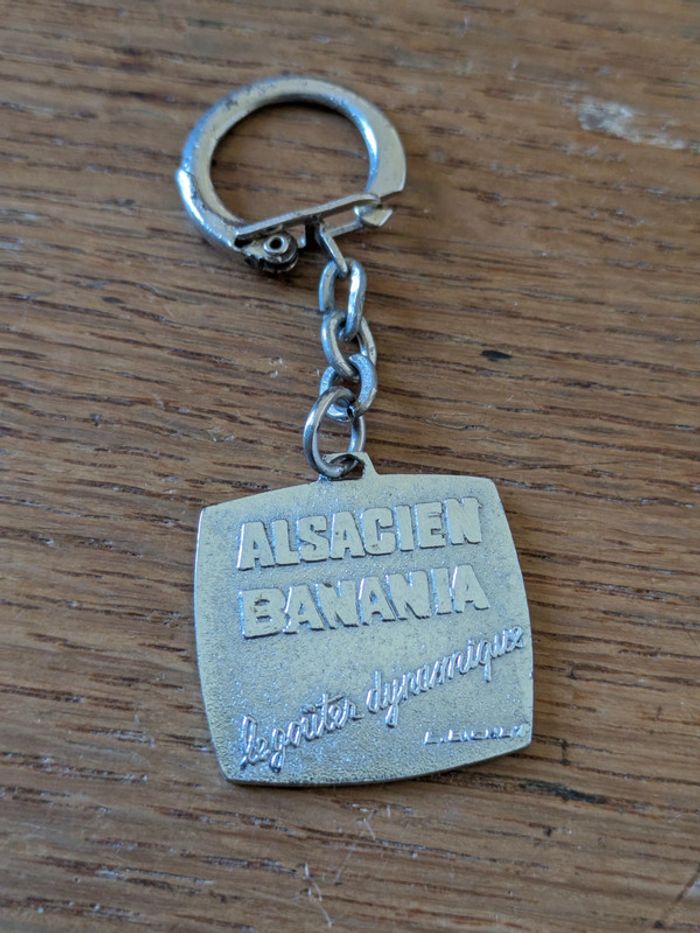 ALSACIEN
BANANIA
le goûter dynamique